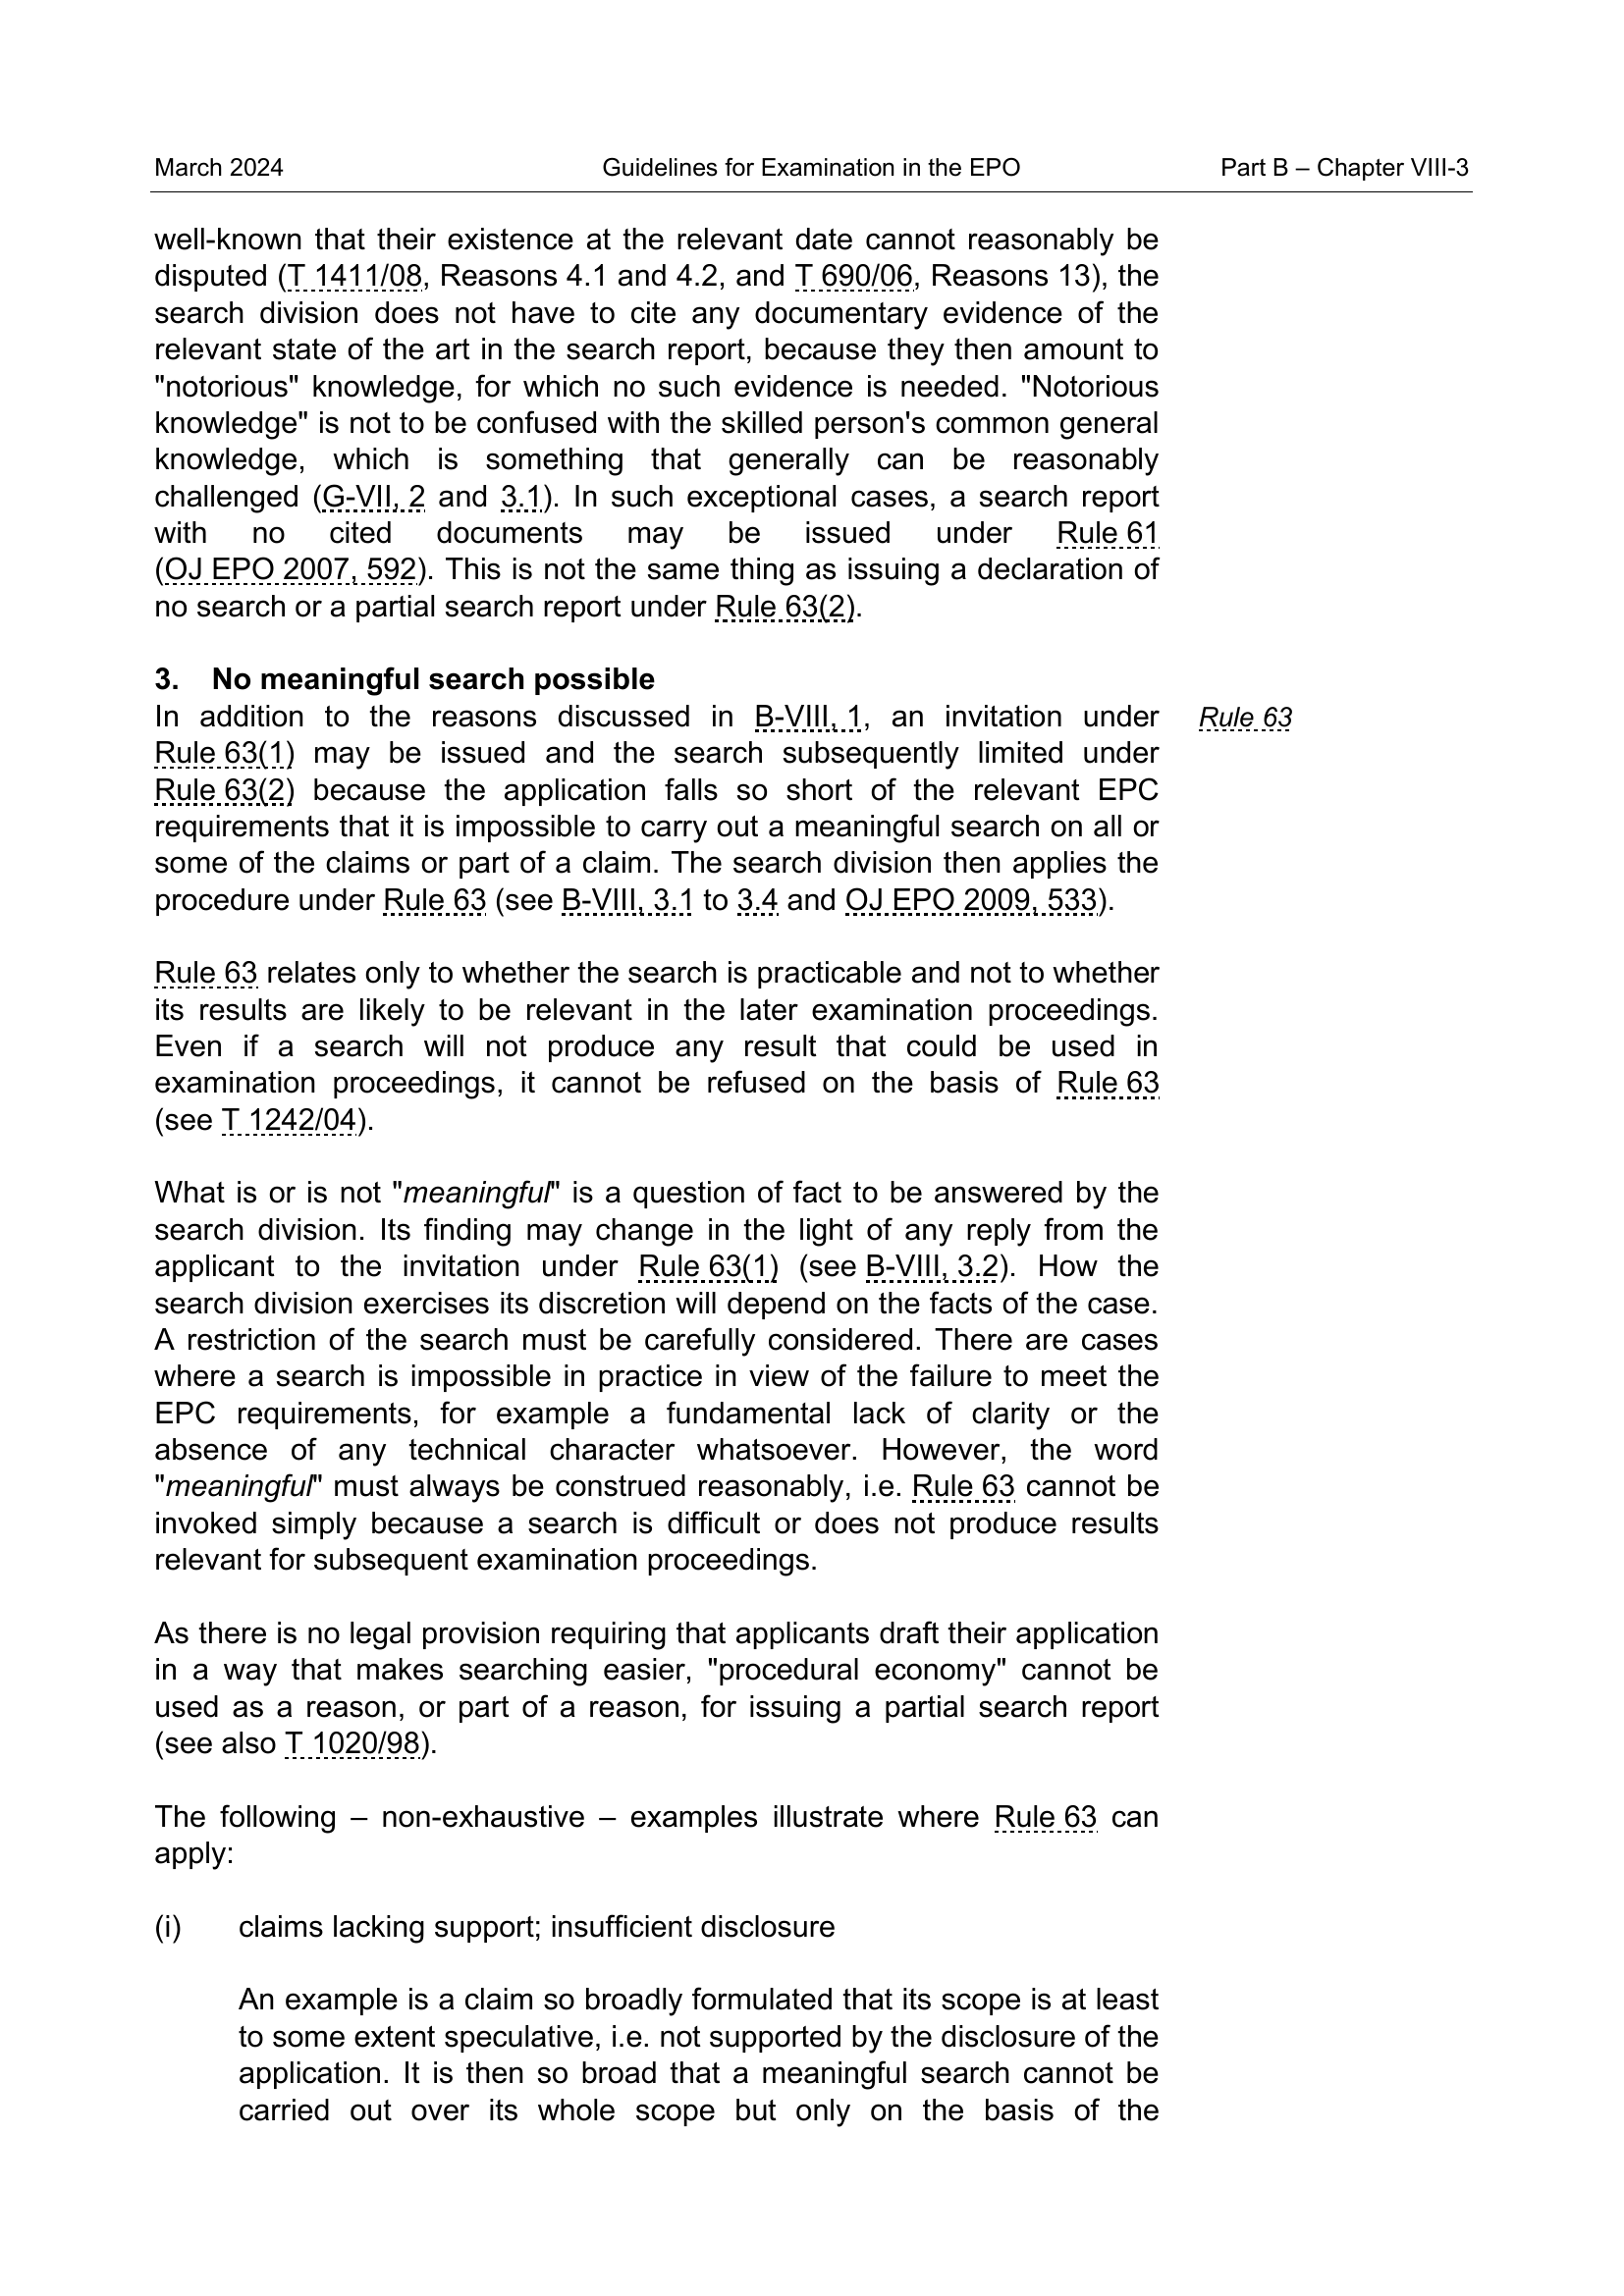 March 2024 Guidelines for Examination in the EPO Part B – Chapter VIII-3
well-known that their existence at the relevant date cannot reasonably be
disputed (T 1411/08, Reasons 4.1 and 4.2, and T 690/06, Reasons 13), the
search division does not have to cite any documentary evidence of the
relevant state of the art in the search report, because they then amount to
"notorious" knowledge, for which no such evidence is needed. "Notorious
knowledge" is not to be confused with the skilled person's common general
knowledge, which is something that generally can be reasonably
challenged (G-VII, 2 and 3.1). In such exceptional cases, a search report
with no cited documents may be issued under Rule 61
(OJ EPO 2007, 592). This is not the same thing as issuing a declaration of
no search or a partial search report under Rule 63(2).
3. No meaningful search possible
In addition to the reasons discussed in B-VIII, 1, an invitation under Rule 63
Rule 63(1) may be issued and the search subsequently limited under
Rule 63(2) because the application falls so short of the relevant EPC
requirements that it is impossible to carry out a meaningful search on all or
some of the claims or part of a claim. The search division then applies the
procedure under Rule 63 (see B-VIII, 3.1 to 3.4 and OJ EPO 2009, 533).
Rule 63 relates only to whether the search is practicable and not to whether
its results are likely to be relevant in the later examination proceedings.
Even if a search will not produce any result that could be used in
examination proceedings, it cannot be refused on the basis of Rule 63
(see T 1242/04).
What is or is not "meaningful" is a question of fact to be answered by the
search division. Its finding may change in the light of any reply from the
applicant to the invitation under Rule 63(1) (see B-VIII, 3.2). How the
search division exercises its discretion will depend on the facts of the case.
A restriction of the search must be carefully considered. There are cases
where a search is impossible in practice in view of the failure to meet the
EPC requirements, for example a fundamental lack of clarity or the
absence of any technical character whatsoever. However, the word
"meaningful" must always be construed reasonably, i.e. Rule 63 cannot be
invoked simply because a search is difficult or does not produce results
relevant for subsequent examination proceedings.
As there is no legal provision requiring that applicants draft their application
in a way that makes searching easier, "procedural economy" cannot be
used as a reason, or part of a reason, for issuing a partial search report
(see also T 1020/98).
The following – non-exhaustive – examples illustrate where Rule 63 can
apply:
(i) claims lacking support; insufficient disclosure
An example is a claim so broadly formulated that its scope is at least
to some extent speculative, i.e. not supported by the disclosure of the
application. It is then so broad that a meaningful search cannot be
carried out over its whole scope but only on the basis of the